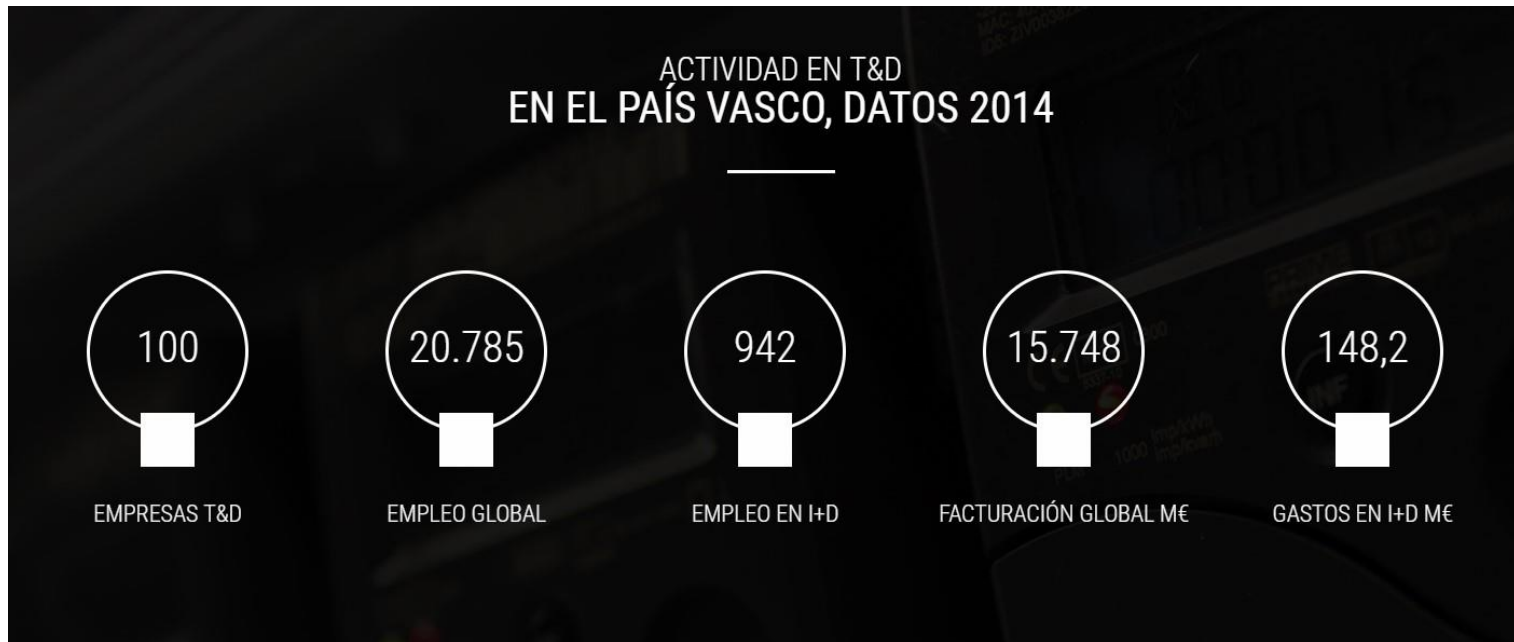 ACTIVIDAD EN T&D
EN EL PAÍS VASCO, DATOS 2014
100
20.785
942
15.748
148,2
EMPRESAS T&D
EMPLEO GLOBAL
EMPLEO EN I+D
FACTURACIÓN GLOBAL M€
GASTOS EN I+D M€